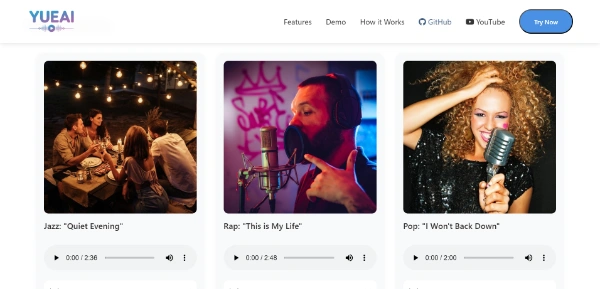 YUEAI
Features Demo How it Works GitHub YouTube Try Now
Jazz: "Quiet Evening" Rap: "This is My Life" Pop: "I Won't Back Down"
0:00 / 2:36 0:00 / 2:48 0:00 / 2:00